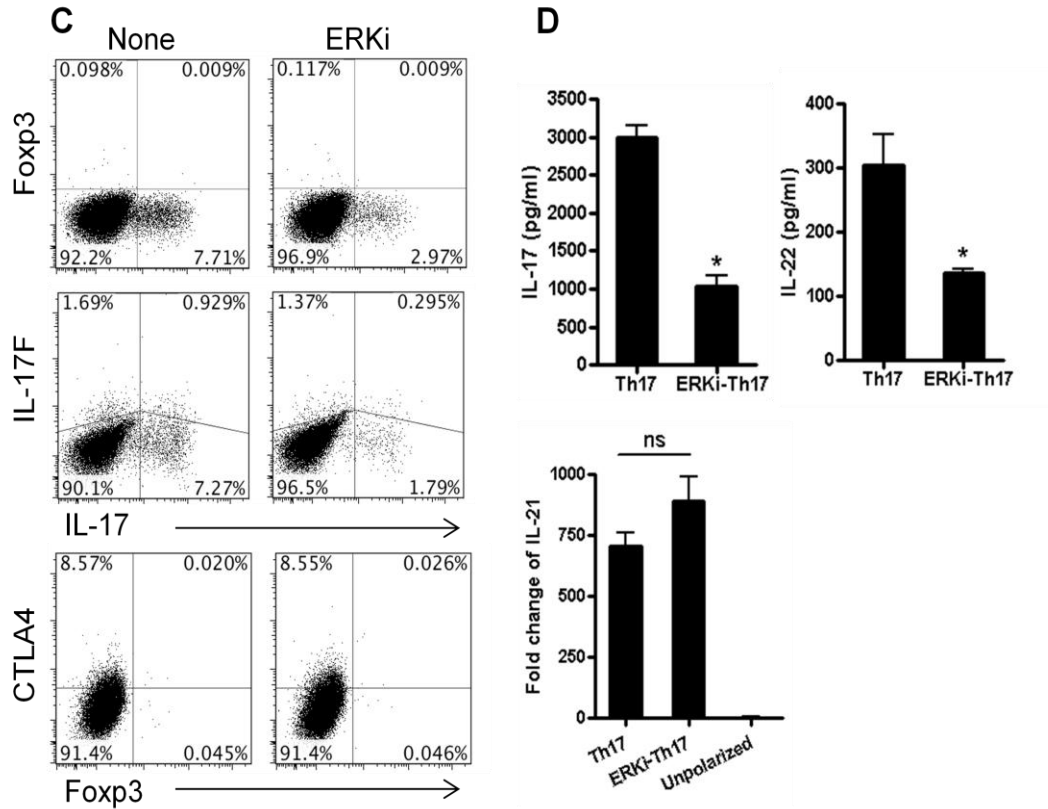 C
None ERKi
Foxp3
0.098% 0.009%
92.2% 7.71%
0.117% 0.009%
96.9% 2.97%
IL-17F
1.69% 0.929%
90.1% 7.27%
1.37% 0.295%
96.5% 1.79%
IL-17
CTLA4
8.57% 0.020%
91.4% 0.045%
8.55% 0.026%
91.4% 0.046%
Foxp3
D
IL-17 (pg/ml)
3500
3000
2500
2000
1500
1000
500
0
*
Th17 ERKi-Th17
IL-22 (pg/ml)
400
300
200
100
0
*
Th17 ERKi-Th17
Fold change of IL-21
1000
750
500
250
0
ns
Th17 ERKi-Th17 Unpolarized